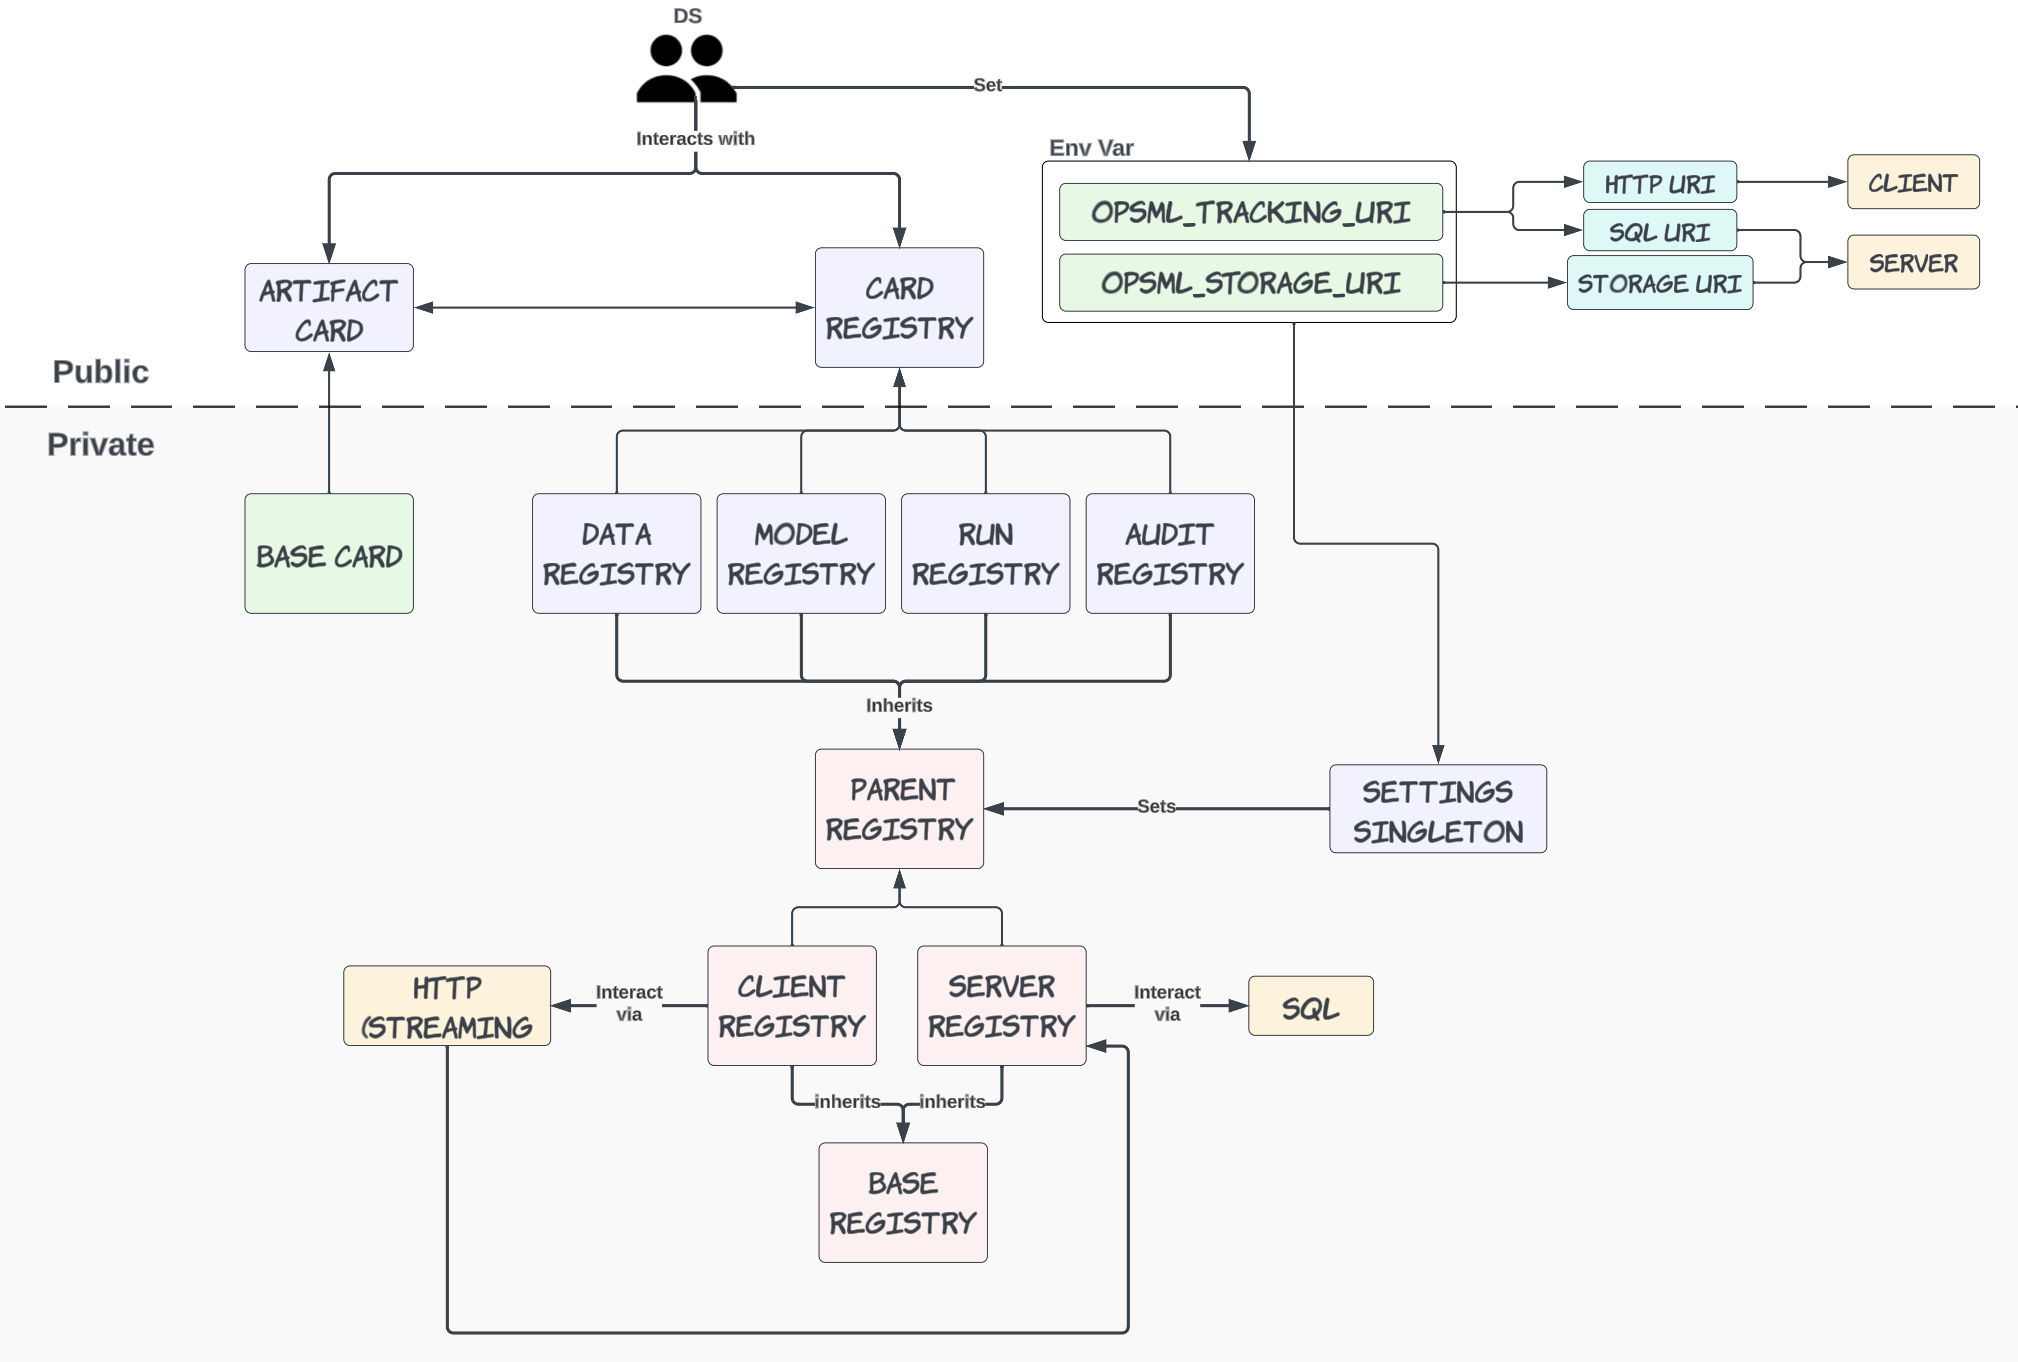 DS
Set
Interacts with
Env Var
OPSML_TRACKING_URI
OPSML_STORAGE_URI
HTTP URI
SQL URI
STORAGE URI
CLIENT
SERVER
ARTIFACT
CARD
CARD
REGISTRY
Public
Private
BASE CARD
DATA
REGISTRY
MODEL
REGISTRY
RUN
REGISTRY
AUDIT
REGISTRY
Inherits
PARENT
REGISTRY
Sets
SETTINGS
SINGLETON
HTTP
(STREAMING
Interact
via
CLIENT
REGISTRY
SERVER
REGISTRY
Interact
via
SQL
inherits
inherits
BASE
REGISTRY